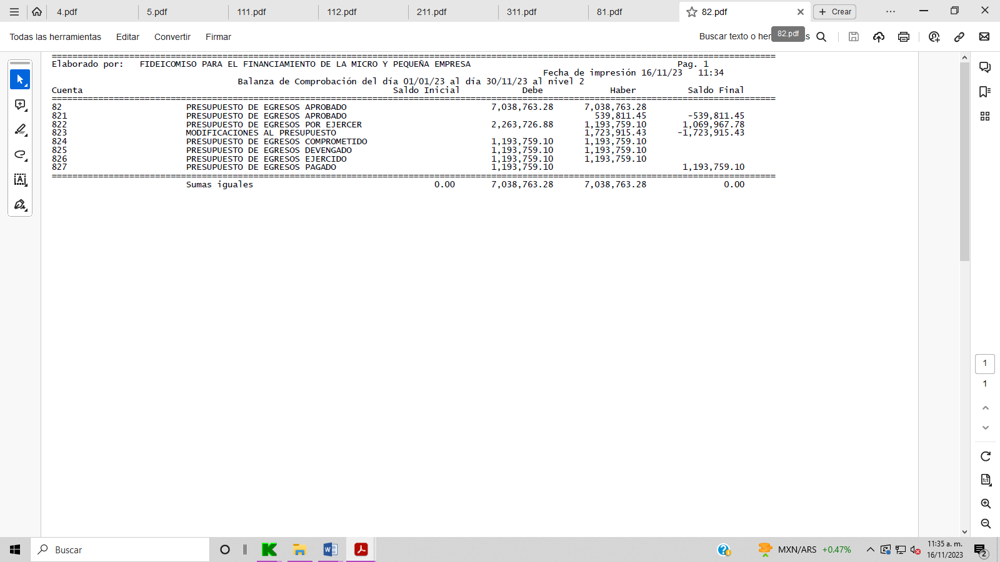 4.pdf 5.pdf 111.pdf 112.pdf 211.pdf 311.pdf 81.pdf 82.pdf Crear
Todas las herramientas Editar Convertir Firmar Buscar texto o her as
82.pdf
Elaborado por: FIDEICOMISO PARA EL FINANCIAMIENTO DE LA MICRO Y PEQUEÑA EMPRESA Pag. 1
Fecha de impresión 16/11/23 11:34
Balanza de Comprobación del día 01/01/23 al día 30/11/23 al nivel 2
Cuenta Saldo Inicial Debe Haber Saldo Final
82 PRESUPUESTO DE EGRESOS APROBADO 7,038,763.28 7,038,763.28
821 PRESUPUESTO DE EGRESOS APROBADO 539,811.45 -539,811.45
822 PRESUPUESTO DE EGRESOS POR EJERCER 2,263,726.88 1,193,759.10 1,069,967.78
823 MODIFICACIONES AL PRESUPUESTO 1,723,915.43 -1,723,915.43
824 PRESUPUESTO DE EGRESOS COMPROMETIDO 1,193,759.10 1,193,759.10
825 PRESUPUESTO DE EGRESOS DEVENGADO 1,193,759.10 1,193,759.10
826 PRESUPUESTO DE EGRESOS EJERCIDO 1,193,759.10 1,193,759.10
827 PRESUPUESTO DE EGRESOS PAGADO 1,193,759.10 1,193,759.10
Sumas iguales 0.00 7,038,763.28 7,038,763.28 0.00
1
1
Buscar MXN/ARS +0.47% 11:35 a. m.
16/11/2023 2